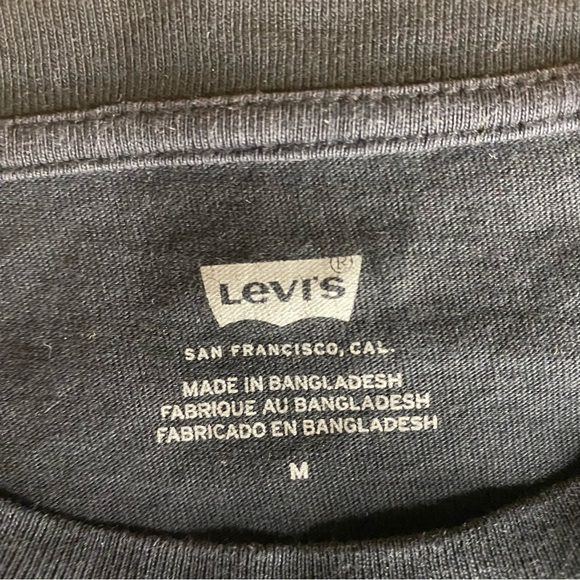 Levi's ®
SAN FRANCISCO, CAL.
MADE IN BANGLADESH
FABRIQUE AU BANGLADESH
FABRICADO EN BANGLADESH
M